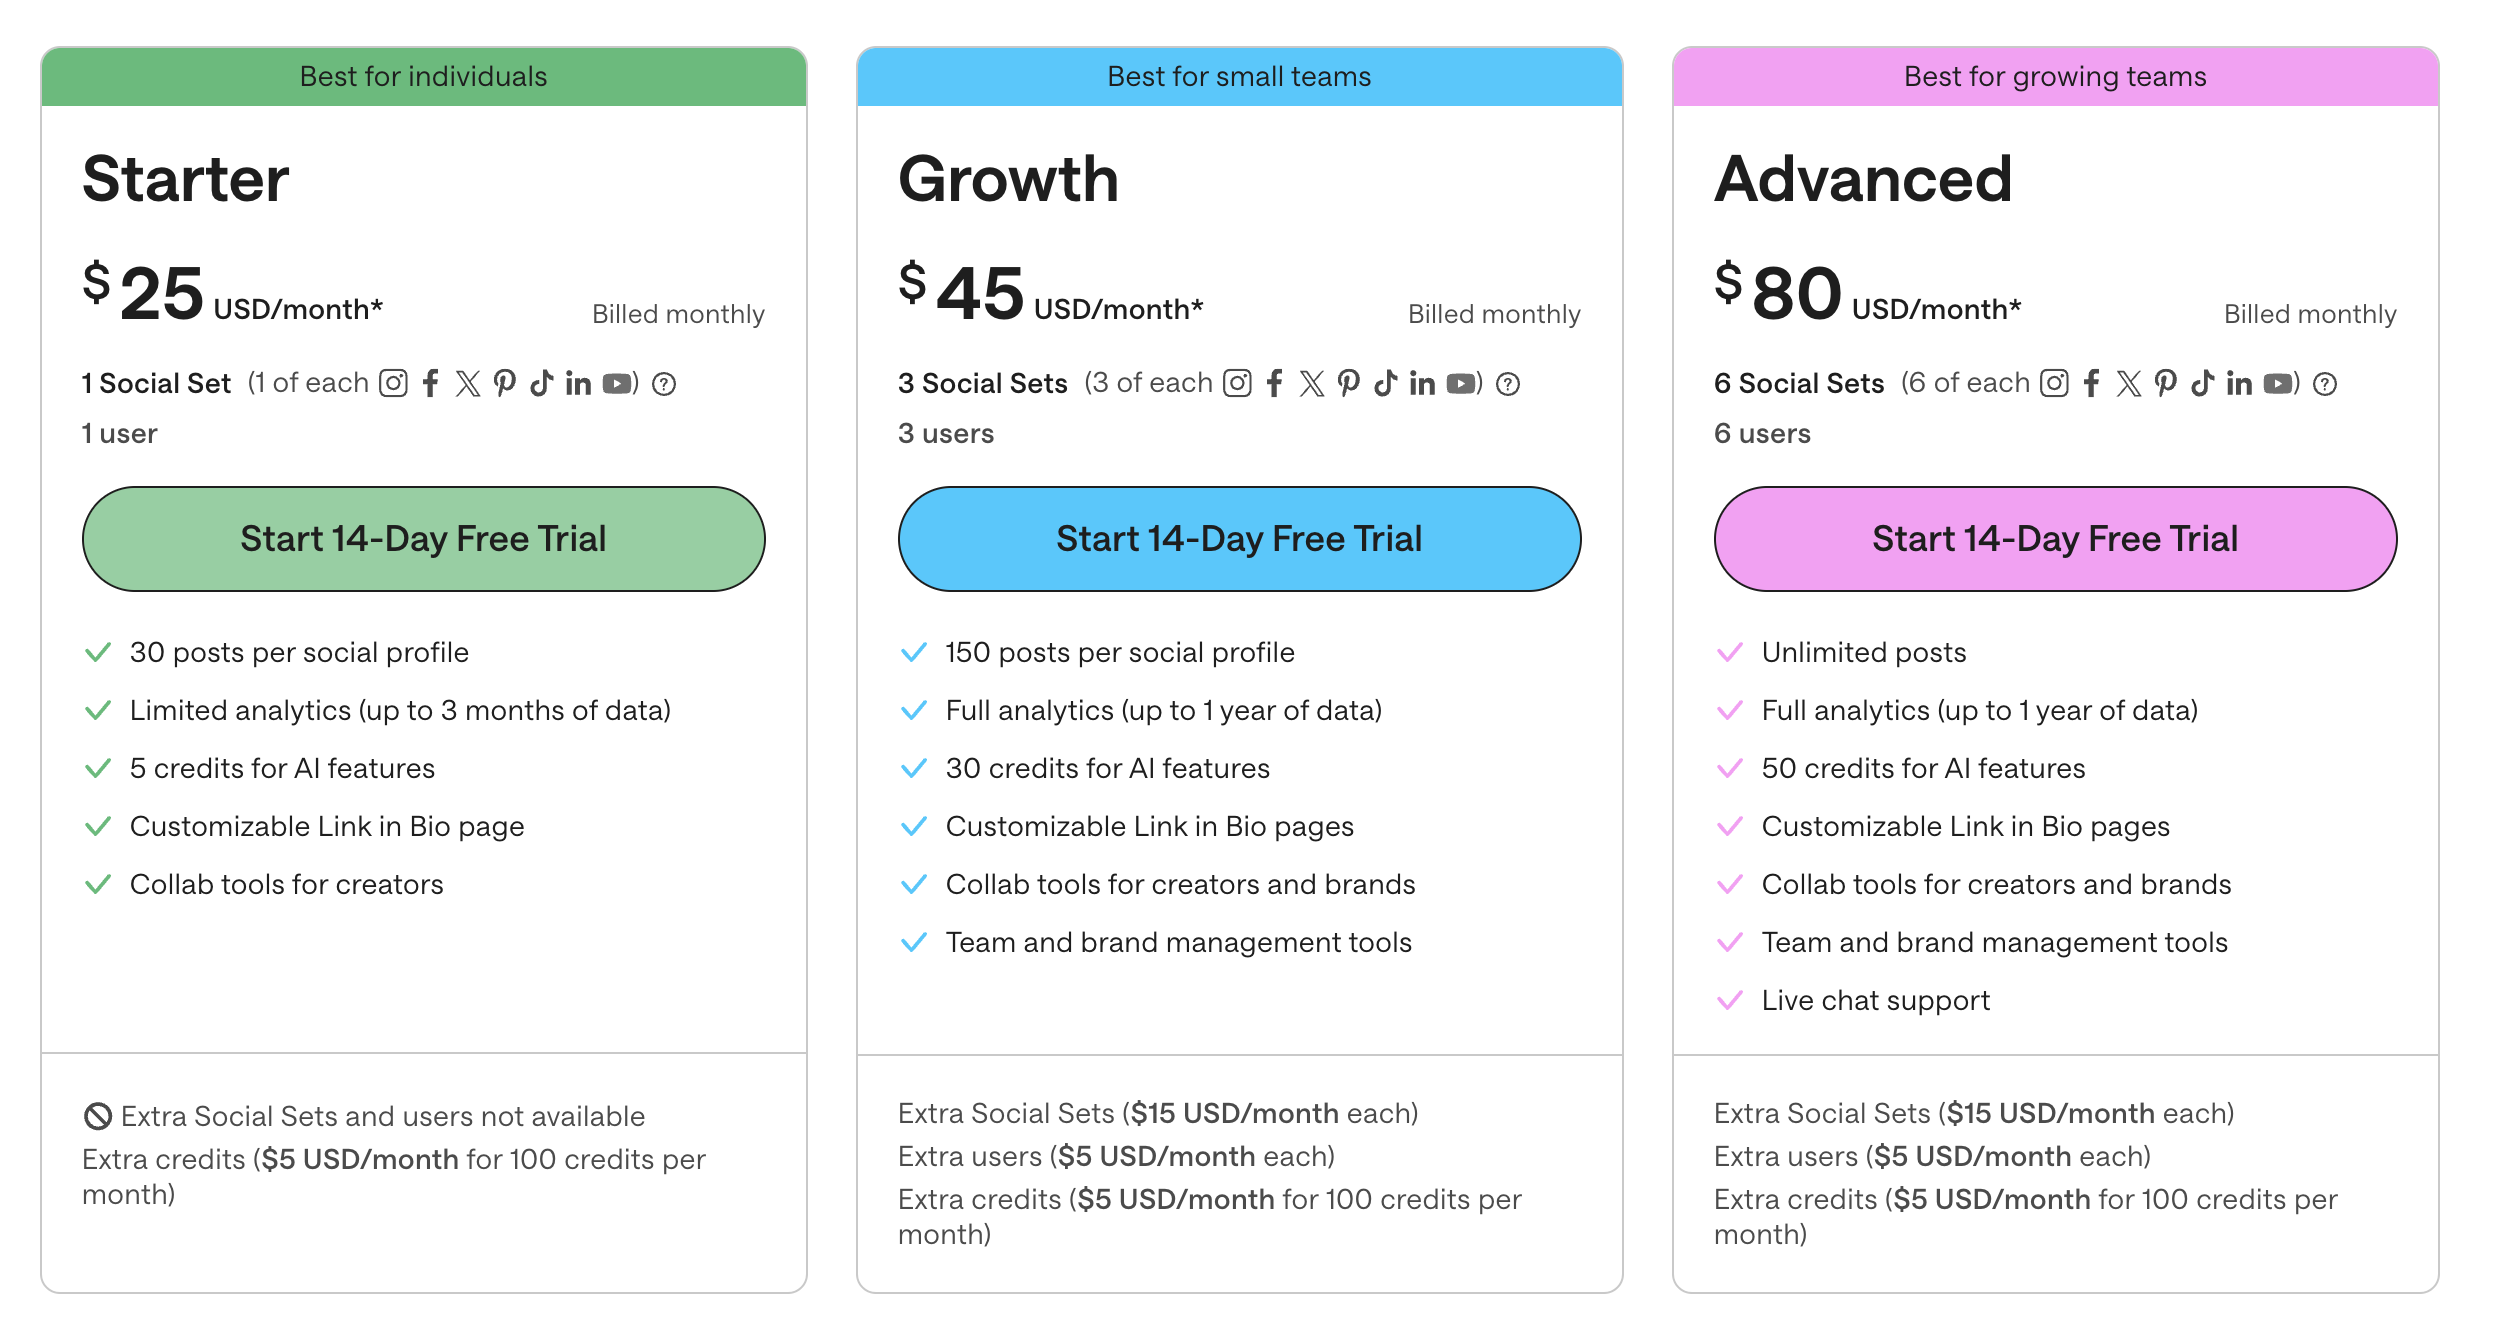 Best for individuals
Starter
$25 USD/month*
Billed monthly
1 Social Set (1 of each )
1 user
Start 14-Day Free Trial
30 posts per social profile
Limited analytics (up to 3 months of data)
5 credits for AI features
Customizable Link in Bio page
Collab tools for creators
Extra Social Sets and users not available
Extra credits ($5 USD/month for 100 credits per
month)
Best for small teams
Growth
$45 USD/month*
Billed monthly
3 Social Sets (3 of each )
3 users
Start 14-Day Free Trial
150 posts per social profile
Full analytics (up to 1 year of data)
30 credits for AI features
Customizable Link in Bio pages
Collab tools for creators and brands
Team and brand management tools
Extra Social Sets ($15 USD/month each)
Extra users ($5 USD/month each)
Extra credits ($5 USD/month for 100 credits per
month)
Best for growing teams
Advanced
$80 USD/month*
Billed monthly
6 Social Sets (6 of each )
6 users
Start 14-Day Free Trial
Unlimited posts
Full analytics (up to 1 year of data)
50 credits for AI features
Customizable Link in Bio pages
Collab tools for creators and brands
Team and brand management tools
Live chat support
Extra Social Sets ($15 USD/month each)
Extra users ($5 USD/month each)
Extra credits ($5 USD/month for 100 credits per
month)